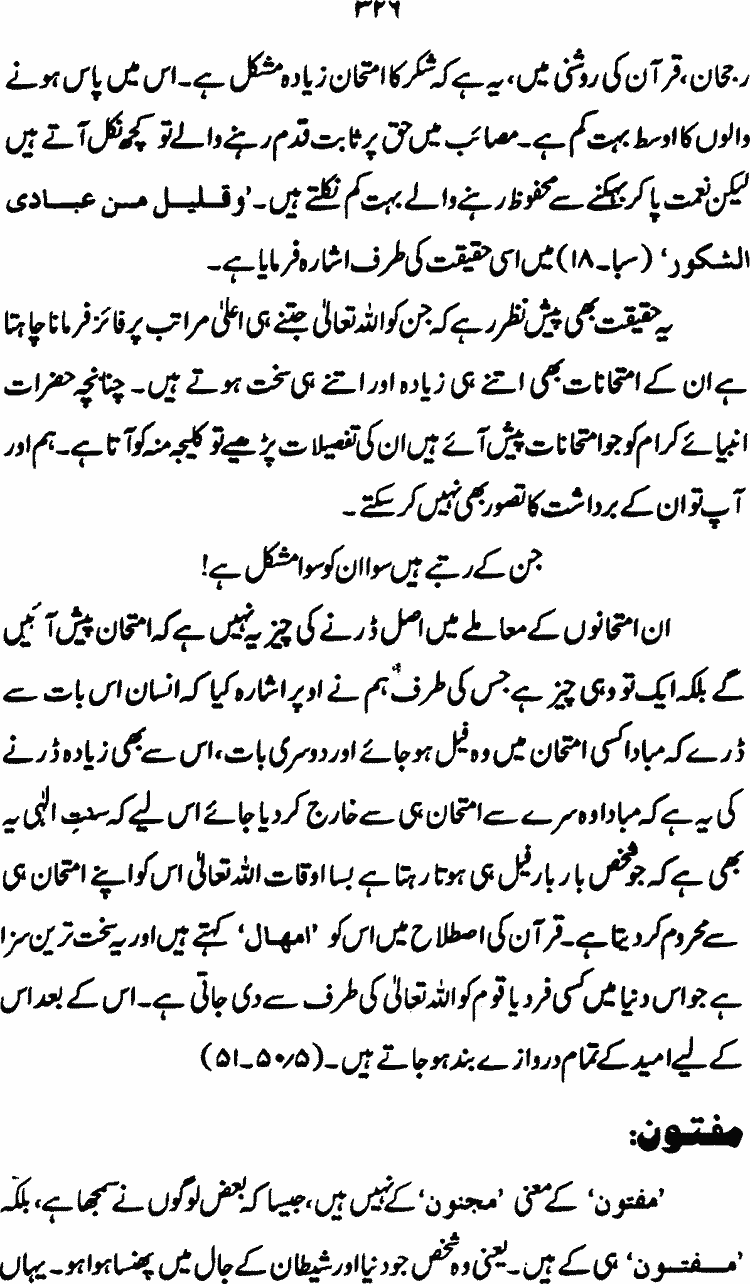 ۳۲۶
رجحان، قرآن کی روشنی میں، یہ ہے کہ شکر کا امتحان زیادہ مشکل ہے۔ اس میں پاس ہونے
والوں کا اوسط بہت کم ہے۔ مصائب میں حق پر ثابت قدم رہنے والے تو کچھ نکل آتے ہیں
لیکن نعمت پا کر بہکنے سے محفوظ رہنے والے بہت کم نکلتے ہیں۔ ’وقلیل من عبادی
الشکور‘ (سبا۔۱۸) میں اسی حقیقت کی طرف اشارہ فرمایا ہے۔
یہ حقیقت بھی پیش نظر رہے کہ جن کو اللہ تعالیٰ جتنے ہی اعلیٰ مراتب پر فائز فرمانا چاہتا
ہے ان کے امتحانات بھی اتنے ہی زیادہ اور اتنے ہی سخت ہوتے ہیں۔ چنانچہ حضرات
انبیائے کرام کو جو امتحانات پیش آئے ہیں ان کی تفصیلات پڑھیے تو کلیجہ منہ کو آتا ہے۔ ہم اور
آپ تو ان کے برداشت کا تصور بھی نہیں کر سکتے۔
جن کے رتبے ہیں سوا ان کو سوا مشکل ہے!
ان امتحانوں کے معاملے میں اصل ڈرنے کی چیز یہ نہیں ہے کہ امتحان پیش آئیں
گے بلکہ ایک تو وہی چیز ہے جس کی طرف ہم نے اوپر اشارہ کیا کہ انسان اس بات سے
ڈرے کہ مبادا کسی امتحان میں وہ فیل ہو جائے اور دوسری بات، اس سے بھی زیادہ ڈرنے
کی یہ ہے کہ مبادا وہ سرے سے امتحان ہی سے خارج کر دیا جائے اس لیے کہ سنتِ الٰہی یہ
بھی ہے کہ جو شخص بار بار فیل ہی ہوتا رہتا ہے بسا اوقات اللہ تعالیٰ اس کو اپنے امتحان ہی
سے محروم کر دیتا ہے۔ قرآن کی اصطلاح میں اس کو ’امهال‘ کہتے ہیں اور یہ سخت ترین سزا
ہے جو اس دنیا میں کسی فرد یا قوم کو اللہ تعالیٰ کی طرف سے دی جاتی ہے۔ اس کے بعد اس
کے لیے امید کے تمام دروازے بند ہو جاتے ہیں۔ (۵/۵۰۔۵۱)
مفتون:
’مفتون‘ کے معنی ’مجنون‘ کے نہیں ہیں، جیسا کہ بعض لوگوں نے سمجھا ہے، بلکہ
’مفتون‘ ہی کے ہیں۔ یعنی وہ شخص جو دنیا اور شیطان کے جال میں پھنسا ہوا ہو۔ یہاں